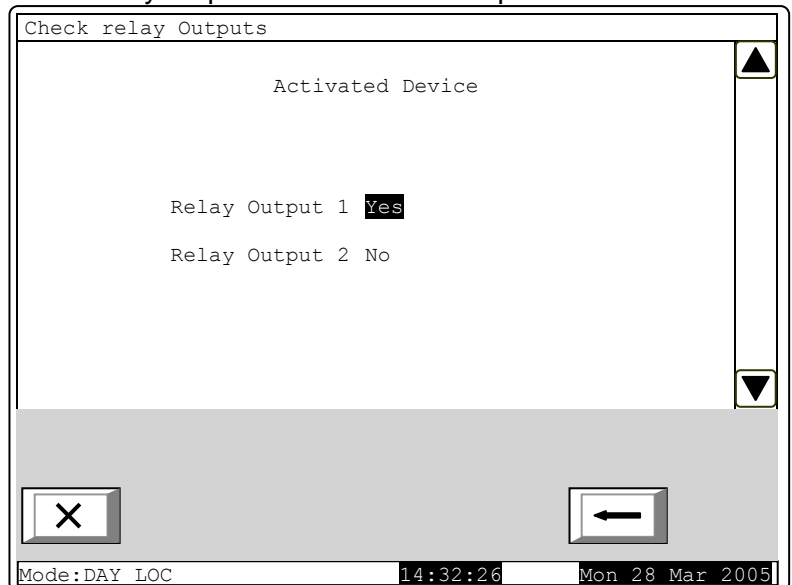 Check relay Outputs
Activated Device
Relay Output 1 Yes
Relay Output 2 No
Mode:DAY LOC 14:32:26 Mon 28 Mar 2005